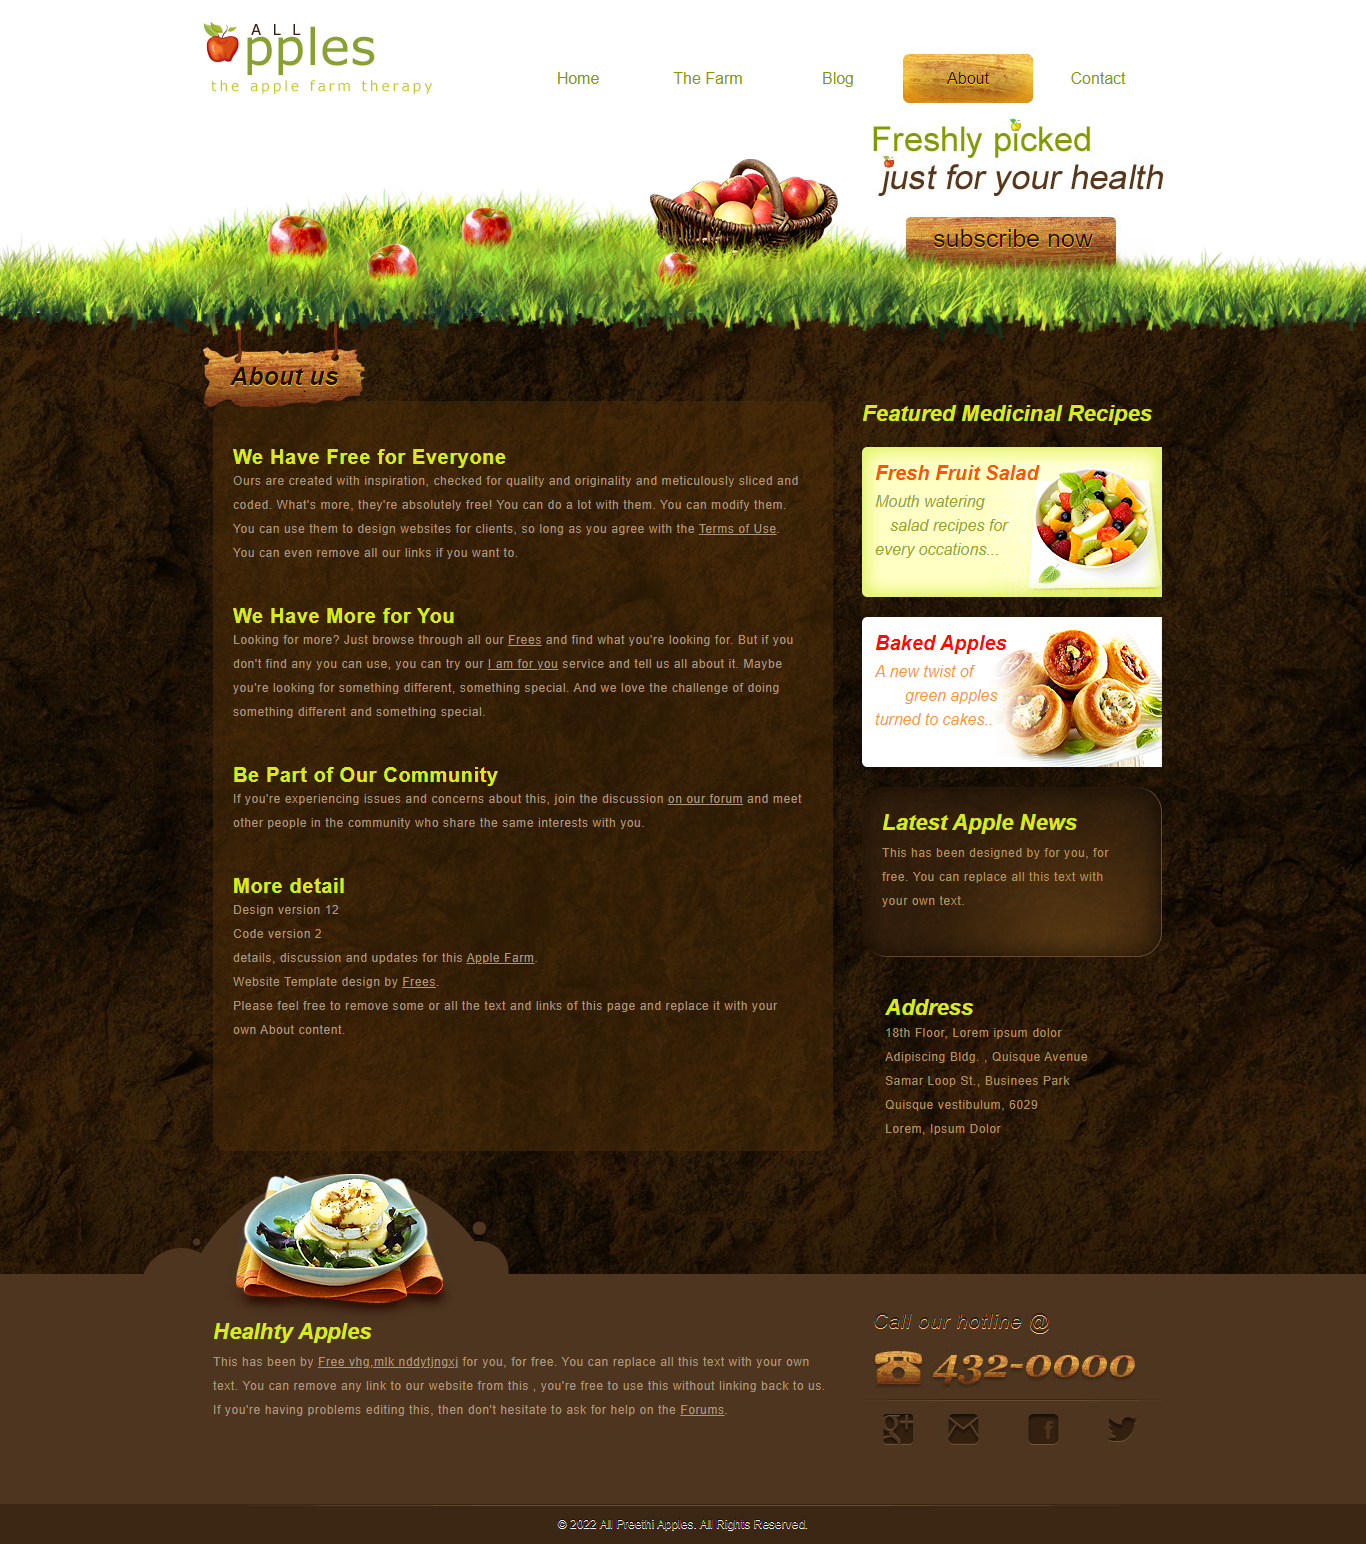 ALL
pples
the apple farm therapy
Home The Farm Blog About Contact
Freshly picked
just for your health
subscribe now
About us
We Have Free for Everyone
Ours are created with inspiration, checked for quality and originality and meticulously sliced and
coded. What's more, they're absolutely free! You can do a lot with them. You can modify them.
You can use them to design websites for clients, so long as you agree with the Terms of Use.
You can even remove all our links if you want to.
We Have More for You
Looking for more? Just browse through all our Frees and find what you're looking for. But if you
don't find any you can use, you can try our I am for you service and tell us all about it. Maybe
you're looking for something different, something special. And we love the challenge of doing
something different and something special.
Be Part of Our Community
If you're experiencing issues and concerns about this, join the discussion on our forum and meet
other people in the community who share the same interests with you.
More detail
Design version 12
Code version 2
details, discussion and updates for this Apple Farm.
Website Template design by Frees.
Please feel free to remove some or all the text and links of this page and replace it with your
own About content.
Featured Medicinal Recipes
Fresh Fruit Salad
Mouth watering
salad recipes for
every occations...
Baked Apples
A new twist of
green apples
turned to cakes..
Latest Apple News
This has been designed by for you, for
free. You can replace all this text with
your own text.
Address
18th Floor, Lorem ipsum dolor
Adipiscing Bldg. , Quisque Avenue
Samar Loop St., Businees Park
Quisque vestibulum, 6029
Lorem, Ipsum Dolor
Healhty Apples
This has been by Free vhg,mlk nddytjngxj for you, for free. You can replace all this text with your own
text. You can remove any link to our website from this , you're free to use this without linking back to us.
If you're having problems editing this, then don't hesitate to ask for help on the Forums.
Call our hotline @
432-0000
© 2022 All Preethi Apples. All Rights Reserved.